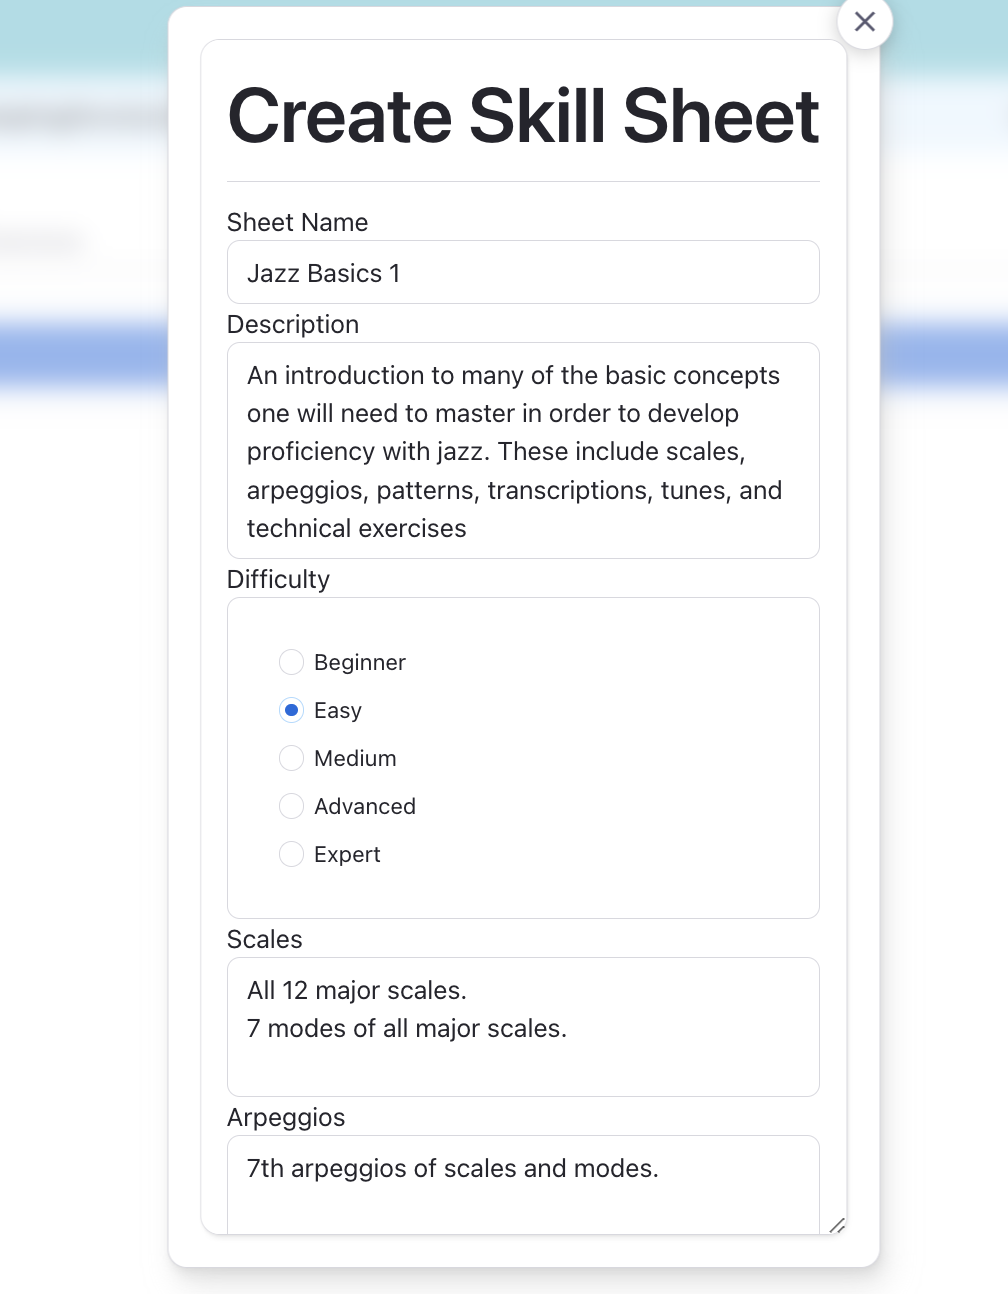 Create Skill Sheet
Sheet Name
Jazz Basics 1
Description
An introduction to many of the basic concepts
one will need to master in order to develop
proficiency with jazz. These include scales,
arpeggios, patterns, transcriptions, tunes, and
technical exercises
Difficulty
Beginner
Easy
Medium
Advanced
Expert
Scales
All 12 major scales.
7 modes of all major scales.
Arpeggios
7th arpeggios of scales and modes.